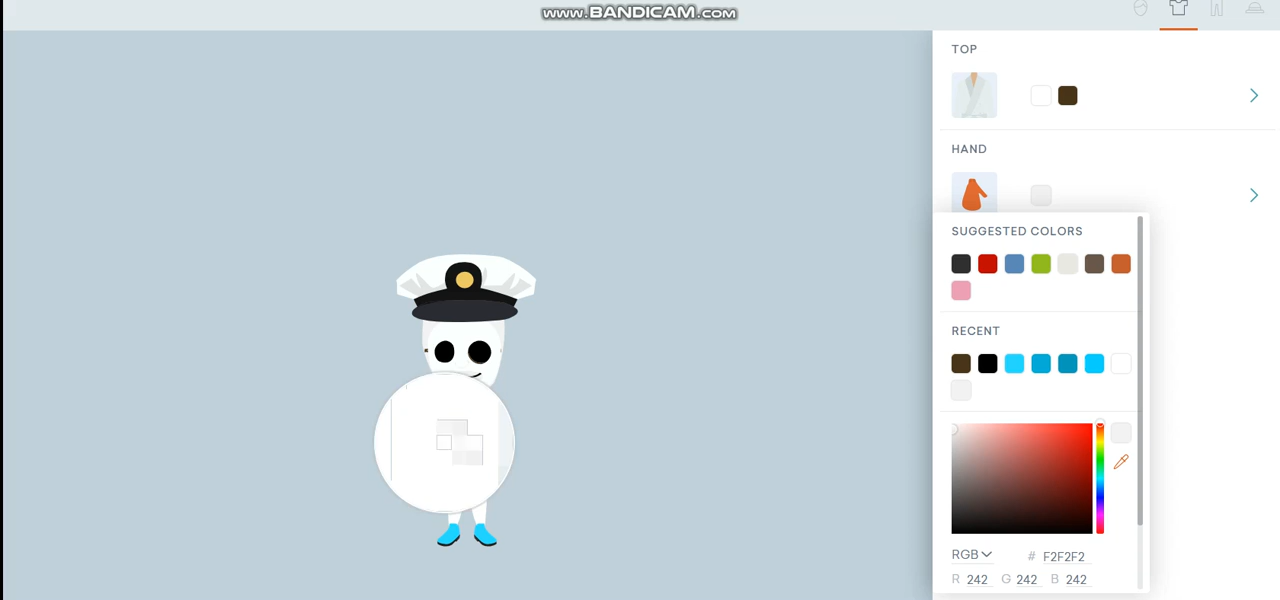 WWW.BANDICAM.COM
TOP
HAND
SUGGESTED COLORS
RECENT
RGB
# F2F2F2
R 242 G 242 B 242